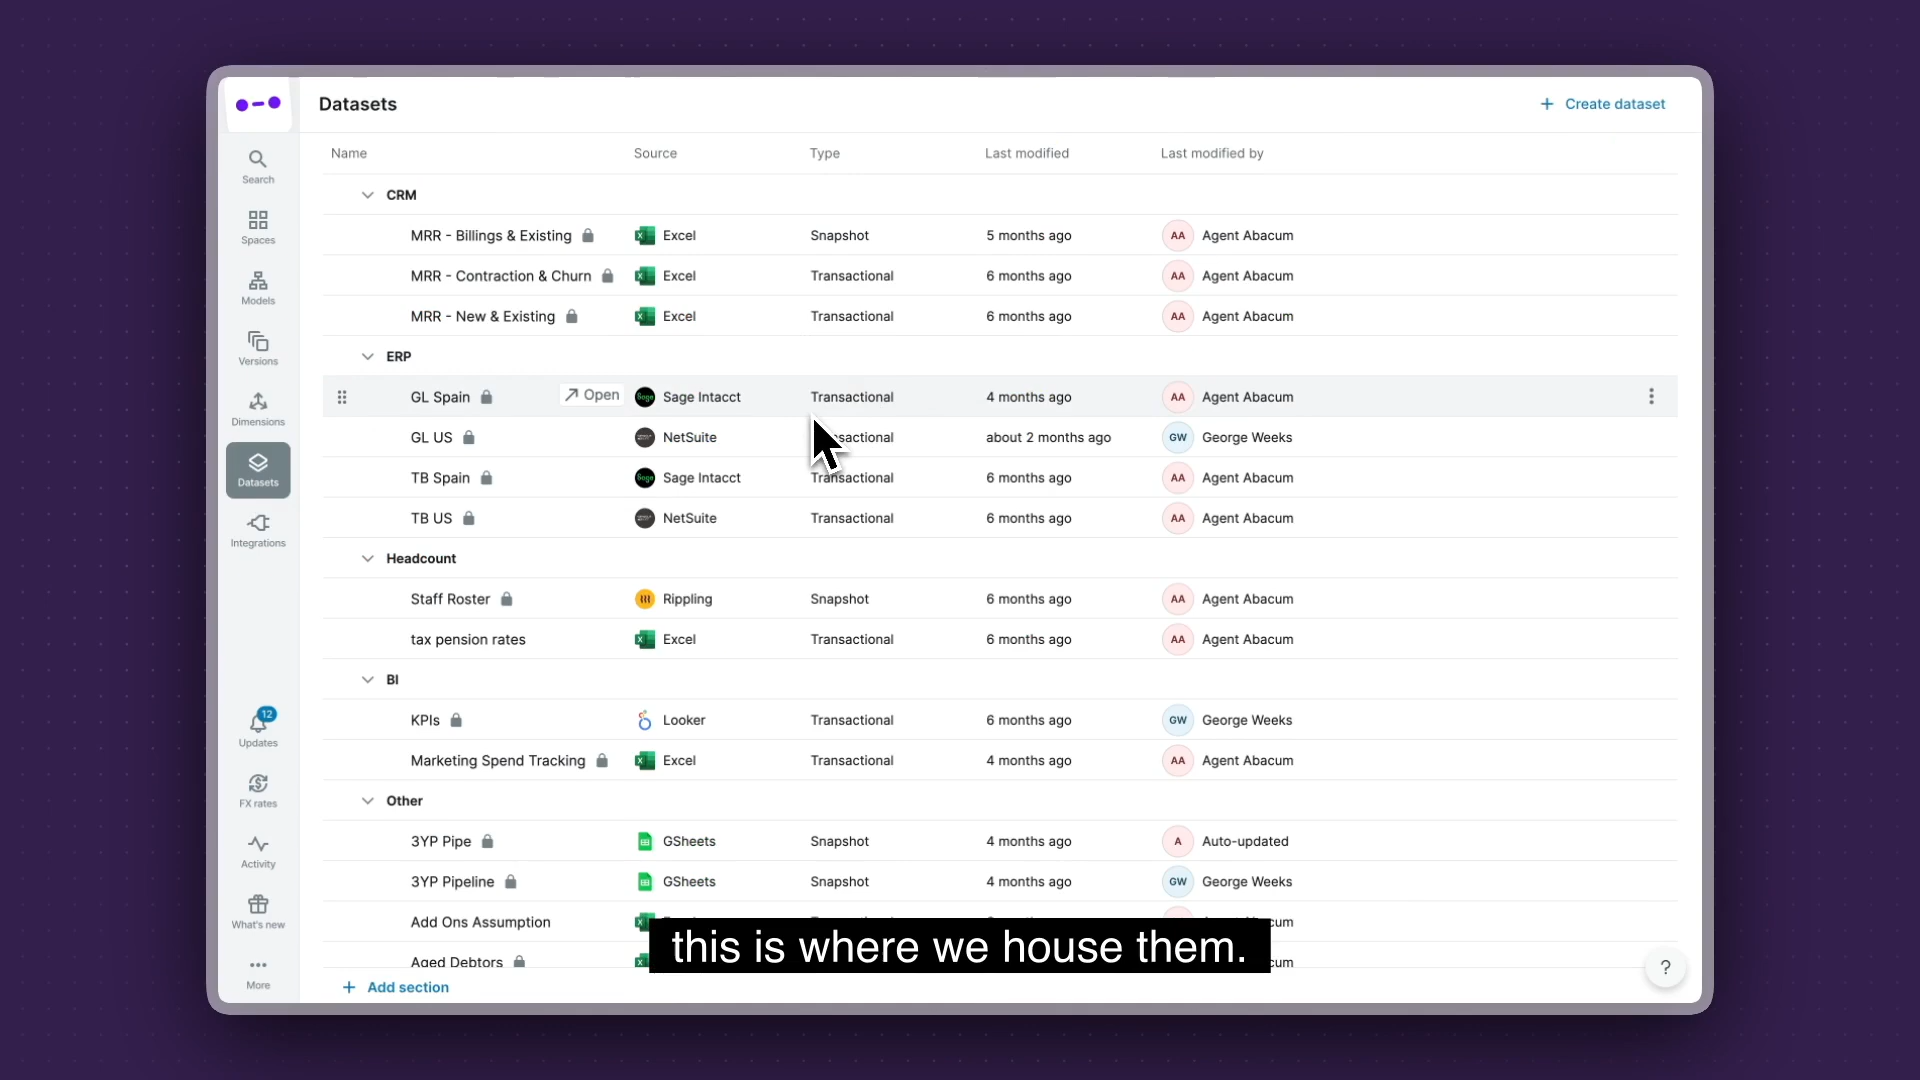 Datasets
+ Create dataset
Search
Spaces
Models
Versions
Dimensions
Datasets
Integrations
12
Updates
FX rates
Activity
What's new
More
Name Source Type Last modified Last modified by
CRM
MRR - Billings & Existing Excel Snapshot 5 months ago AA Agent Abacum
MRR - Contraction & Churn Excel Transactional 6 months ago AA Agent Abacum
MRR - New & Existing Excel Transactional 6 months ago AA Agent Abacum
ERP
GL Spain Open Sage Intacct Transactional 4 months ago AA Agent Abacum
GL US NetSuite sactional about 2 months ago GW George Weeks
TB Spain Sage Intacct Transactional 6 months ago AA Agent Abacum
TB US NetSuite Transactional 6 months ago AA Agent Abacum
Headcount
Staff Roster Rippling Snapshot 6 months ago AA Agent Abacum
tax pension rates Excel Transactional 6 months ago AA Agent Abacum
BI
KPIs Looker Transactional 6 months ago GW George Weeks
Marketing Spend Tracking Excel Transactional 4 months ago AA Agent Abacum
Other
3YP Pipe GSheets Snapshot 4 months ago A Auto-updated
3YP Pipeline GSheets Snapshot 4 months ago GW George Weeks
Add Ons Assumption cum
Aged Debtors cum
this is where we house them.
+ Add section
?